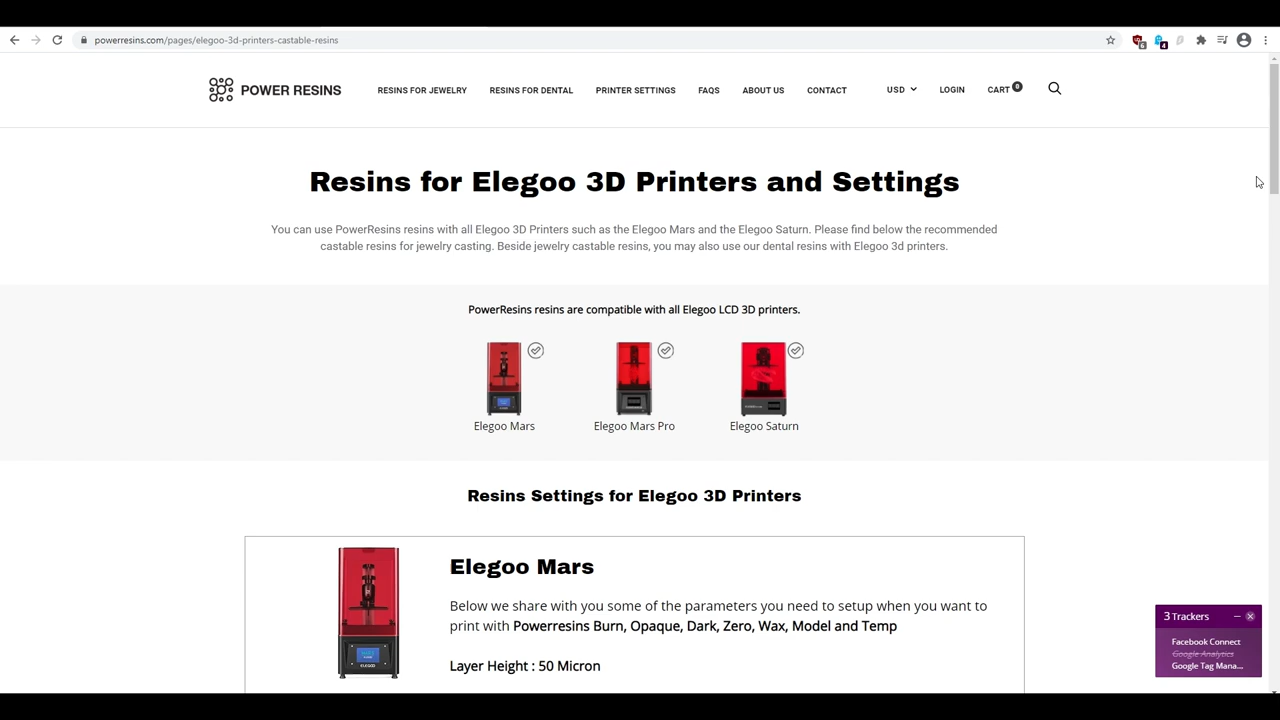 powerresins.com/pages/elegoo-3d-printers-castable-resins
6
4
POWER RESINS
RESINS FOR JEWELRY
RESINS FOR DENTAL
PRINTER SETTINGS
FAQS
ABOUT US
CONTACT
USD
LOGIN
CART 0
Resins for Elegoo 3D Printers and Settings
You can use PowerResins resins with all Elegoo 3D Printers such as the Elegoo Mars and the Elegoo Saturn. Please find below the recommended
castable resins for jewelry casting. Beside jewelry castable resins, you may also use our dental resins with Elegoo 3d printers.
PowerResins resins are compatible with all Elegoo LCD 3D printers.
Elegoo Mars
Elegoo Mars Pro
Elegoo Saturn
Resins Settings for Elegoo 3D Printers
ELEGOO
Elegoo Mars
Below we share with you some of the parameters you need to setup when you want to
print with Powerresins Burn, Opaque, Dark, Zero, Wax, Model and Temp
Layer Height : 50 Micron
3 Trackers
Facebook Connect
Google Analytics
Google Tag Mana...